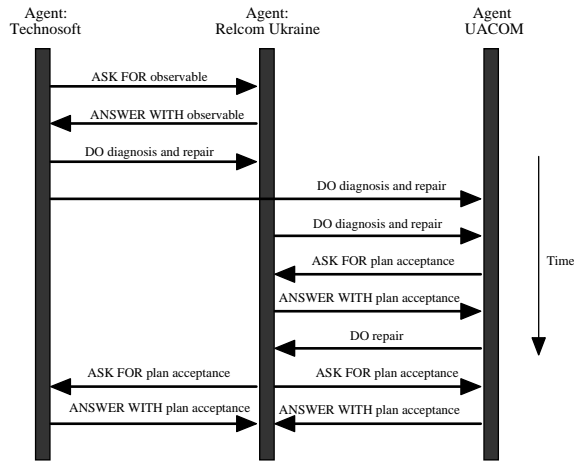 Agent:
Technosoft
Agent:
Relcom Ukraine
Agent
UACOM
ASK FOR observable
ANSWER WITH observable
DO diagnosis and repair
DO diagnosis and repair
DO diagnosis and repair
ASK FOR plan acceptance
Time
ANSWER WITH plan acceptance
DO repair
ASK FOR plan acceptance
ASK FOR plan acceptance
ANSWER WITH plan acceptance
ANSWER WITH plan acceptance